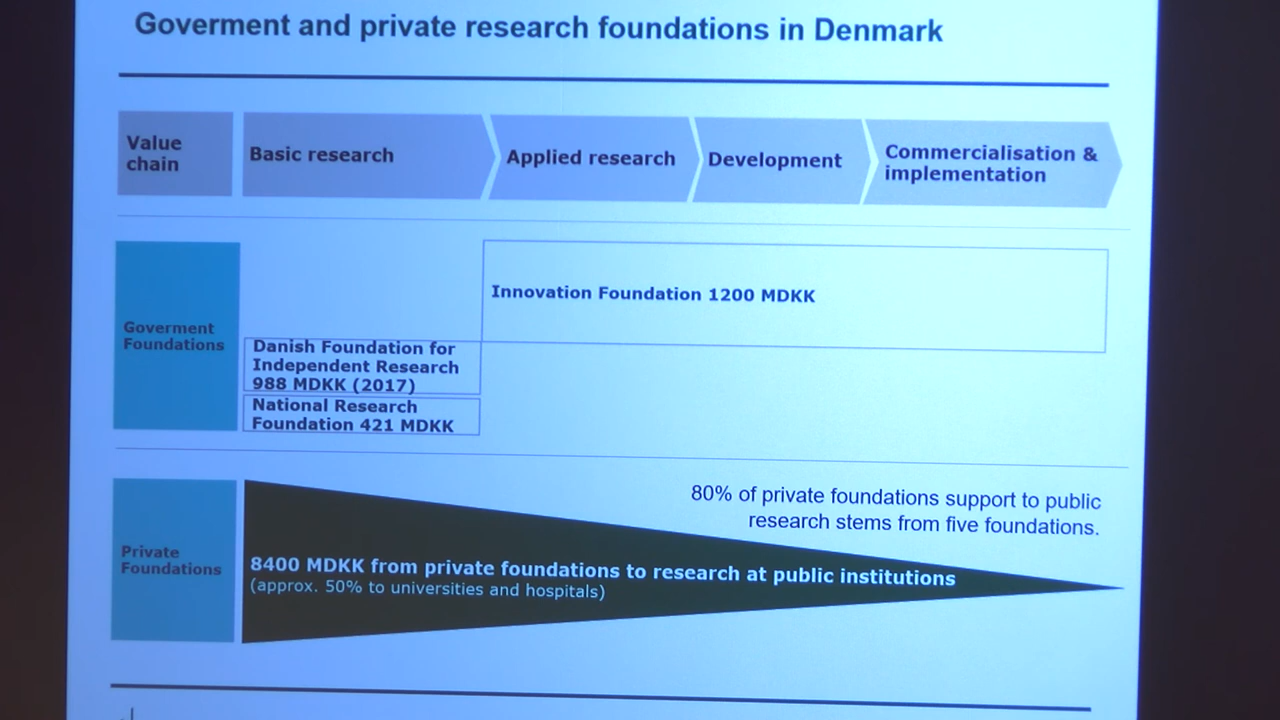 Goverment and private research foundations in Denmark
Value
chain
Basic research
Applied research
Development
Commercialisation &
implementation
Goverment
Foundations
Innovation Foundation 1200 MDKK
Danish Foundation for
Independent Research
988 MDKK (2017)
National Research
Foundation 421 MDKK
80% of private foundations support to public
research stems from five foundations.
Private
Foundations
8400 MDKK from private foundations to research at public institutions
(approx. 50% to universities and hospitals)